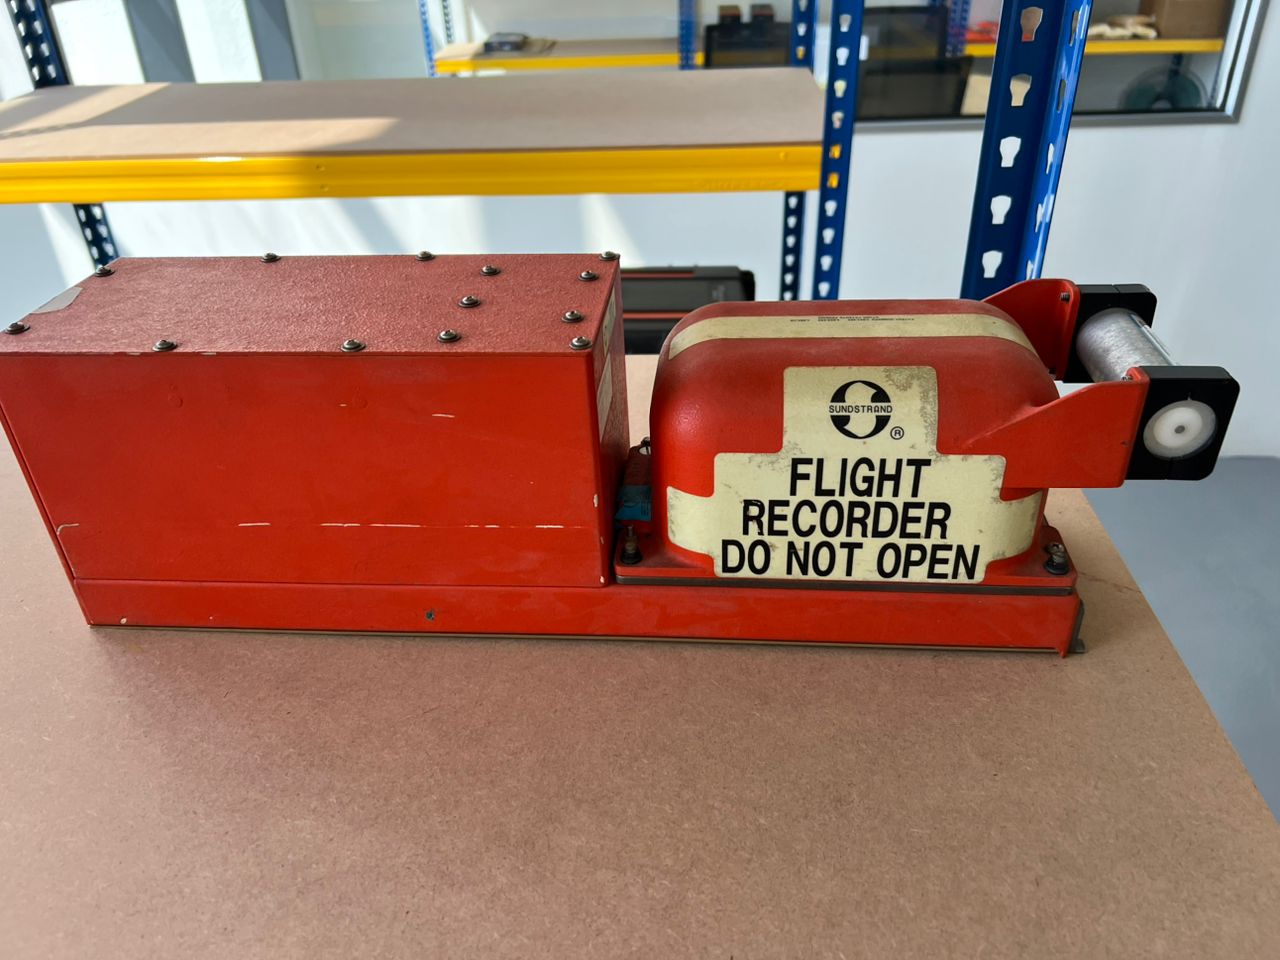 SUNDSTRAND
®
FLIGHT
RECORDER
DO NOT OPEN